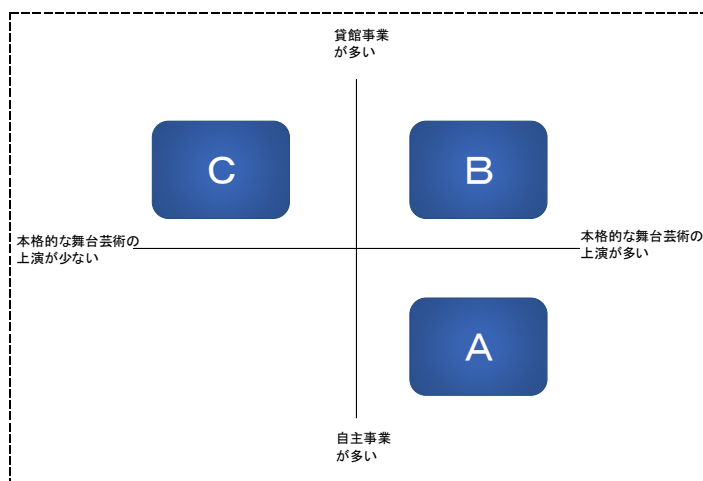 貸館事業
が多い
C
B
本格的な舞台芸術の
上演が少ない
本格的な舞台芸術の
上演が多い
A
自主事業
が多い